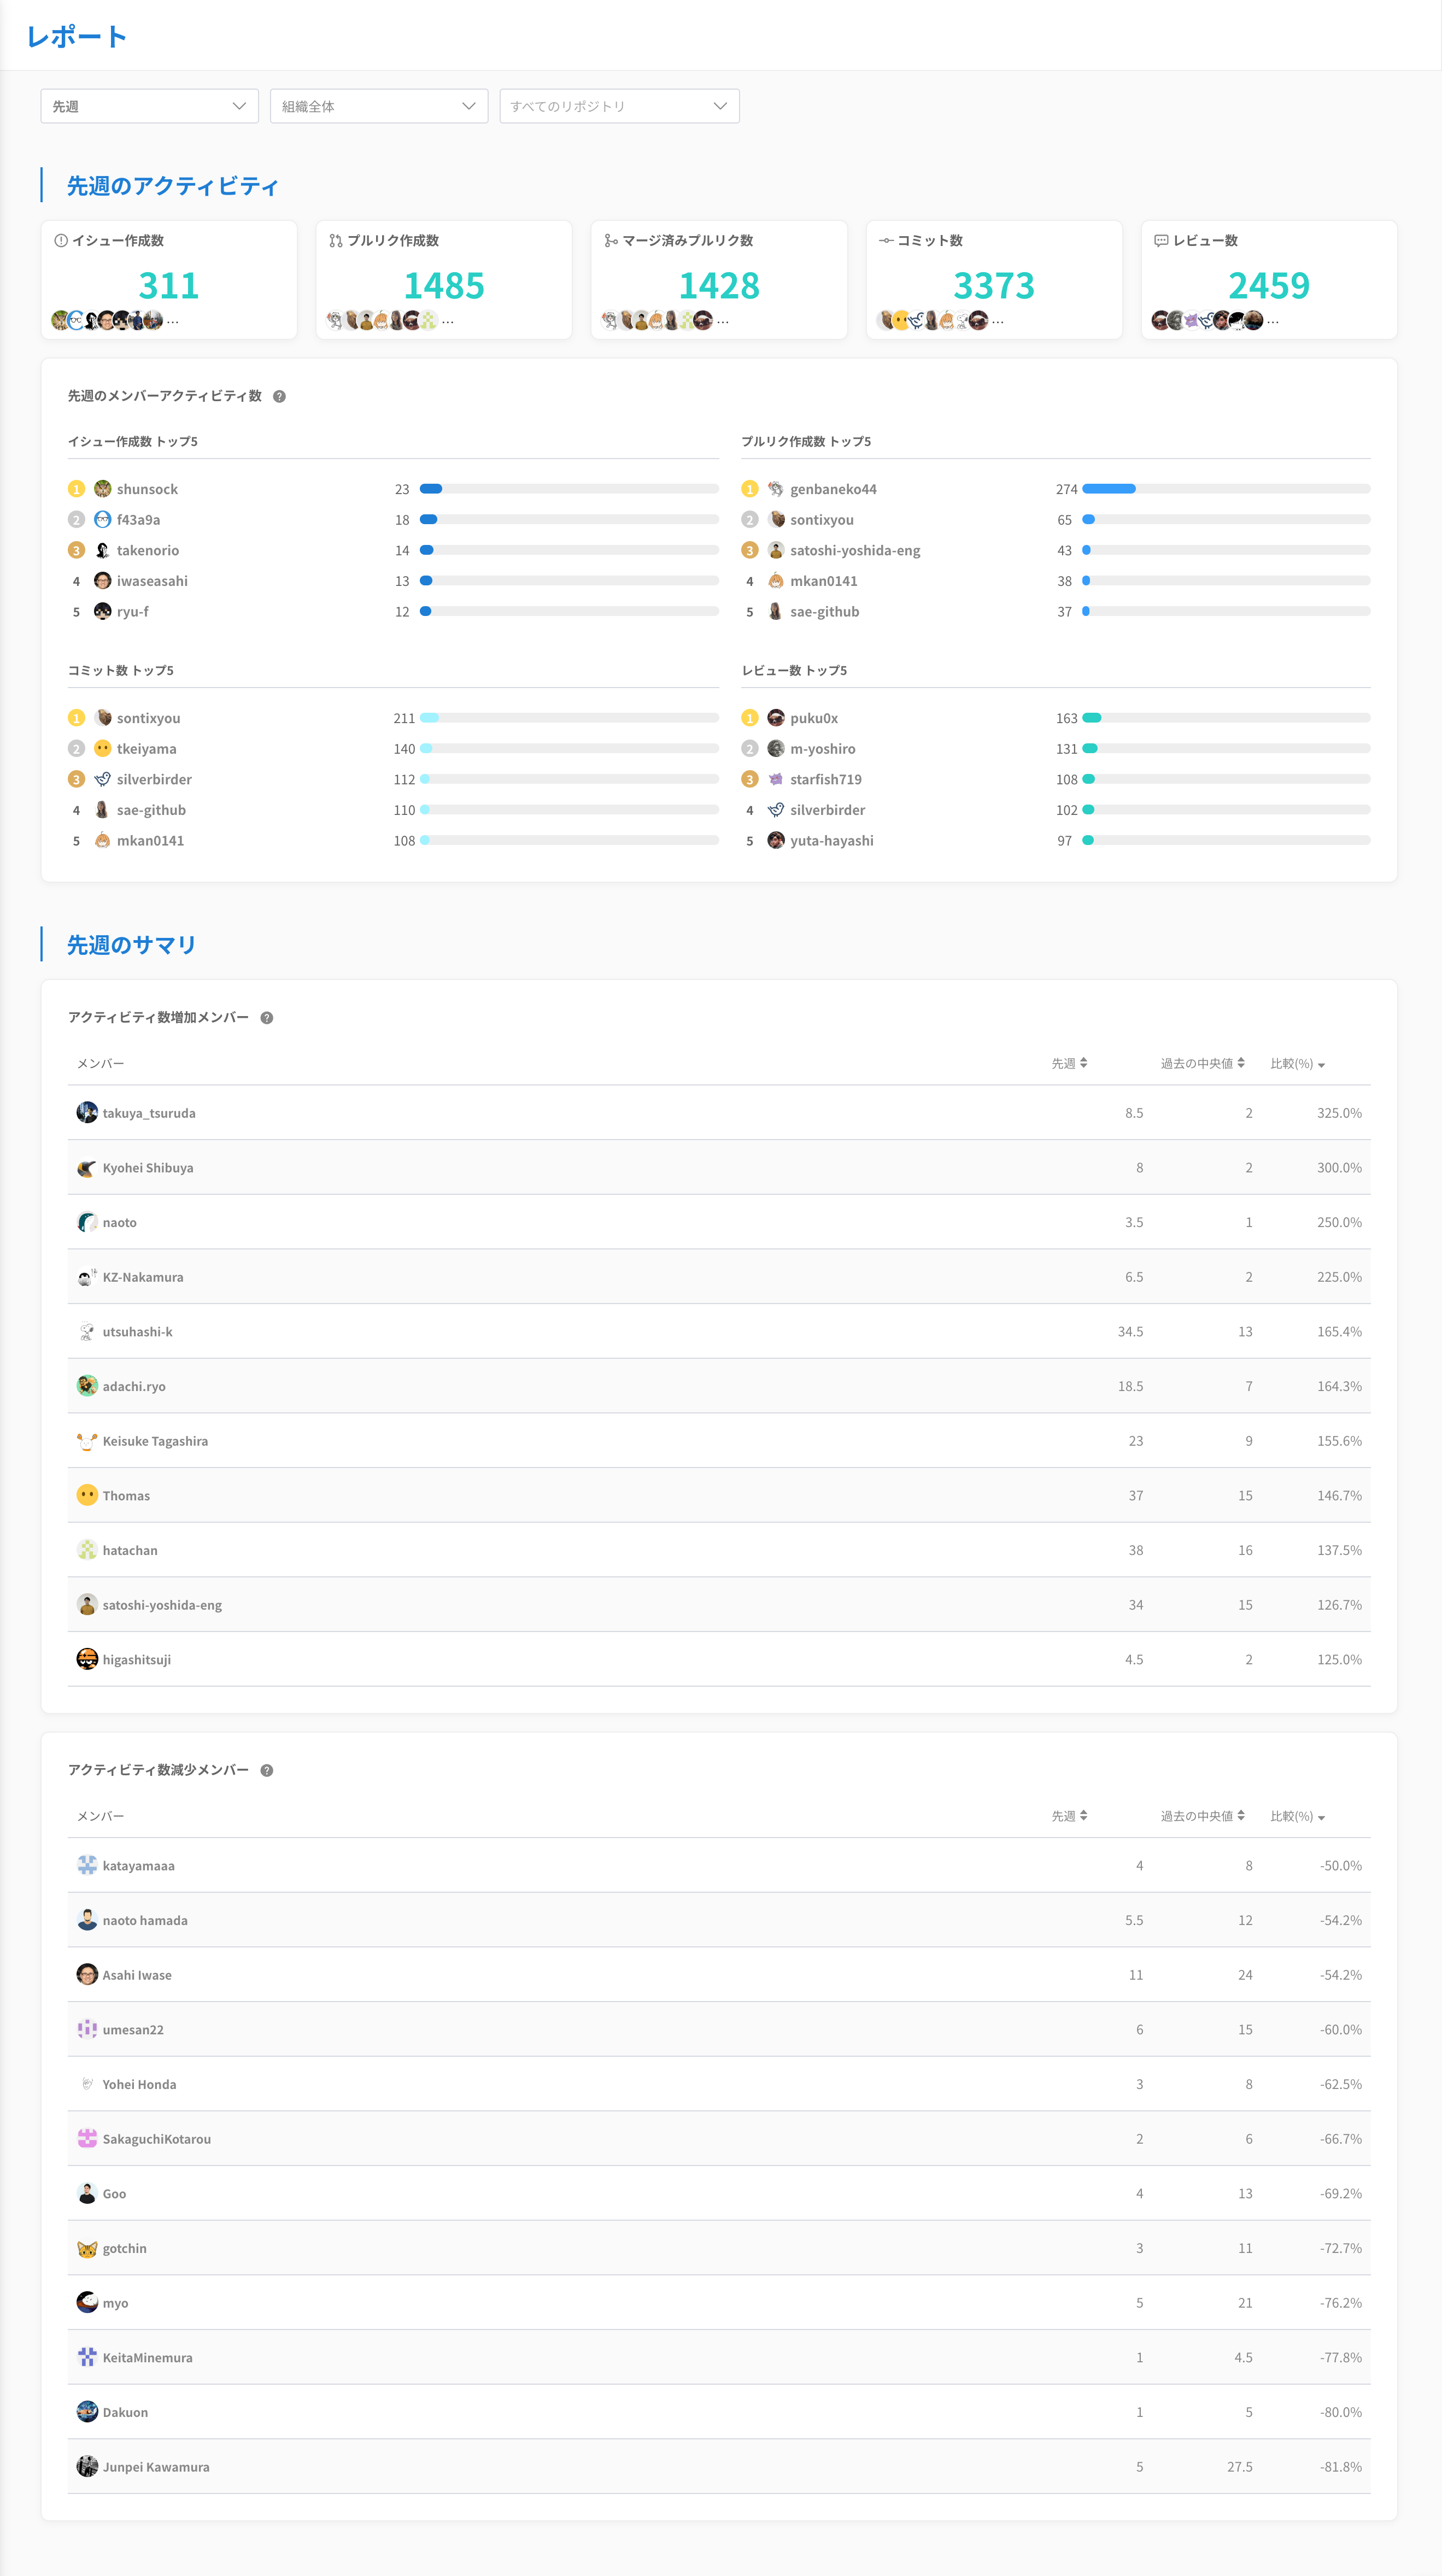 レポート
先週 組織全体 すべてのリポジトリ
先週のアクティビティ
イシュー作成数
311
...
プルリク作成数
1485
...
マージ済みプルリク数
1428
...
コミット数
3373
...
レビュー数
2459
...
先週のメンバーアクティビティ数 ?
イシュー作成数 トップ5
1 shunsock 23
2 f43a9a 18
3 takenorio 14
4 iwaseasahi 13
5 ryu-f 12
プルリク作成数 トップ5
1 genbaneko44 274
2 sontixyou 65
3 satoshi-yoshida-eng 43
4 mkan0141 38
5 sae-github 37
コミット数 トップ5
1 sontixyou 211
2 tkeiyama 140
3 silverbirder 112
4 sae-github 110
5 mkan0141 108
レビュー数 トップ5
1 puku0x 163
2 m-yoshiro 131
3 starfish719 108
4 silverbirder 102
5 yuta-hayashi 97
先週のサマリ
アクティビティ数増加メンバー ?
メンバー 先週 過去の中央値 比較(%)
takuya_tsuruda 8.5 2 325.0%
Kyohei Shibuya 8 2 300.0%
naoto 3.5 1 250.0%
KZ-Nakamura 6.5 2 225.0%
utsuhashi-k 34.5 13 165.4%
adachi.ryo 18.5 7 164.3%
Keisuke Tagashira 23 9 155.6%
Thomas 37 15 146.7%
hatachan 38 16 137.5%
satoshi-yoshida-eng 34 15 126.7%
higashitsuji 4.5 2 125.0%
アクティビティ数減少メンバー ?
メンバー 先週 過去の中央値 比較(%)
katayamaaa 4 8 -50.0%
naoto hamada 5.5 12 -54.2%
Asahi Iwase 11 24 -54.2%
umesan22 6 15 -60.0%
Yohei Honda 3 8 -62.5%
SakaguchiKotarou 2 6 -66.7%
Goo 4 13 -69.2%
gotchin 3 11 -72.7%
myo 5 21 -76.2%
KeitaMinemura 1 4.5 -77.8%
Dakuon 1 5 -80.0%
Junpei Kawamura 5 27.5 -81.8%